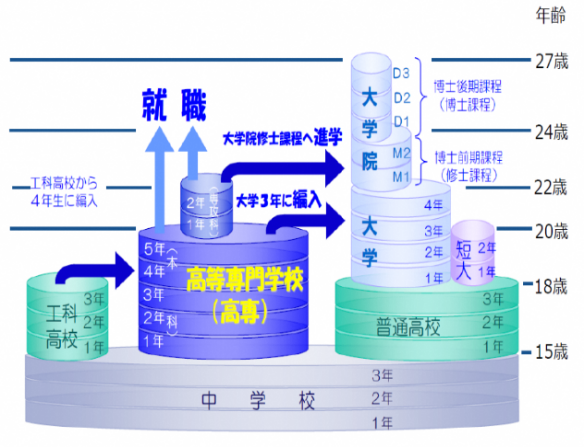 年齢
27歳
24歳
22歳
20歳
18歳
15歳
就職
大学院修士課程へ進学
大学3年に編入
工科高校から
4年生に編入
大学院
D3
D2
D1
M2
M1
博士後期課程
(博士課程)
博士前期課程
(修士課程)
大学
4年
3年
2年
1年
短大
2年
1年
(専攻科)
2年
1年
高等専門学校
(高専)
(本科)
5年
4年
3年
2年
1年
工科
高校
3年
2年
1年
普通高校
3年
2年
1年
中学校
3年
2年
1年